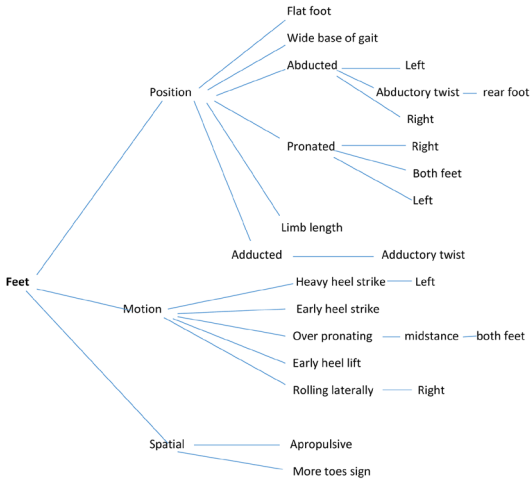 Flat foot
Wide base of gait
Abducted Left
Position Abductory twist rear foot
Right
Pronated Right
Both feet
Left
Limb length
Adducted Adductory twist
Feet Heavy heel strike Left
Motion Early heel strike
Over pronating midstance both feet
Early heel lift
Rolling laterally Right
Spatial Apropulsive
More toes sign